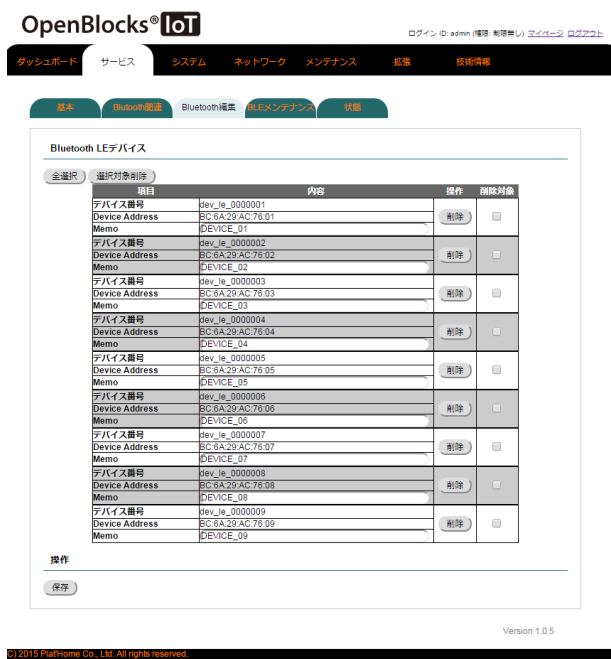 OpenBlocks® IoT
ログイン ID: admin (権限: 制限無し) マイページ ログアウト
ダッシュボード サービス システム ネットワーク メンテナンス 拡張 技術情報
基本 Blutooth関連 Bluetooth編集 BLEメンテナンス 状態
Bluetooth LEデバイス
全選択 選択対象削除
項目 内容 操作 削除対象
デバイス番号 dev_le_0000001
Device Address BC:6A:29:AC:76:01 削除
Memo DEVICE_01
デバイス番号 dev_le_0000002
Device Address BC:6A:29:AC:76:02 削除
Memo DEVICE_02
デバイス番号 dev_le_0000003
Device Address BC:6A:29:AC:76:03 削除
Memo DEVICE_03
デバイス番号 dev_le_0000004
Device Address BC:6A:29:AC:76:04 削除
Memo DEVICE_04
デバイス番号 dev_le_0000005
Device Address BC:6A:29:AC:76:05 削除
Memo DEVICE_05
デバイス番号 dev_le_0000006
Device Address BC:6A:29:AC:76:06 削除
Memo DEVICE_06
デバイス番号 dev_le_0000007
Device Address BC:6A:29:AC:76:07 削除
Memo DEVICE_07
デバイス番号 dev_le_0000008
Device Address BC:6A:29:AC:76:08 削除
Memo DEVICE_08
デバイス番号 dev_le_0000009
Device Address BC:6A:29:AC:76:09 削除
Memo DEVICE_09
操作
保存
Version 1.0.5
C) 2015 Plat'Home Co., Ltd. All rights reserved.